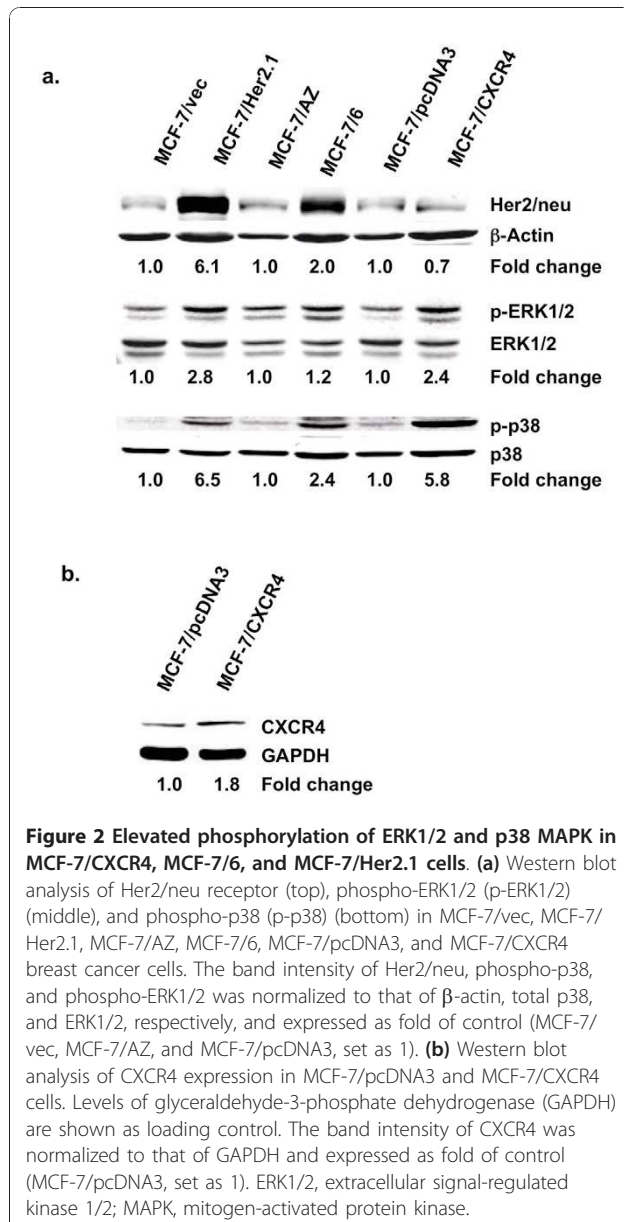 a.
MCF-7/vec MCF-7/Her2.1 MCF-7/AZ MCF-7/6 MCF-7/pcDNA3 MCF-7/CXCR4
Her2/neu
β-Actin
1.0 6.1 1.0 2.0 1.0 0.7 Fold change
p-ERK1/2
ERK1/2
1.0 2.8 1.0 1.2 1.0 2.4 Fold change
p-p38
p38
1.0 6.5 1.0 2.4 1.0 5.8 Fold change
b.
MCF-7/pcDNA3 MCF-7/CXCR4
CXCR4
GAPDH
1.0 1.8 Fold change
Figure 2 Elevated phosphorylation of ERK1/2 and p38 MAPK in
MCF-7/CXCR4, MCF-7/6, and MCF-7/Her2.1 cells. (a) Western blot
analysis of Her2/neu receptor (top), phospho-ERK1/2 (p-ERK1/2)
(middle), and phospho-p38 (p-p38) (bottom) in MCF-7/vec, MCF-7/
Her2.1, MCF-7/AZ, MCF-7/6, MCF-7/pcDNA3, and MCF-7/CXCR4
breast cancer cells. The band intensity of Her2/neu, phospho-p38,
and phospho-ERK1/2 was normalized to that of β-actin, total p38,
and ERK1/2, respectively, and expressed as fold of control (MCF-7/
vec, MCF-7/AZ, and MCF-7/pcDNA3, set as 1). (b) Western blot
analysis of CXCR4 expression in MCF-7/pcDNA3 and MCF-7/CXCR4
cells. Levels of glyceraldehyde-3-phosphate dehydrogenase (GAPDH)
are shown as loading control. The band intensity of CXCR4 was
normalized to that of GAPDH and expressed as fold of control
(MCF-7/pcDNA3, set as 1). ERK1/2, extracellular signal-regulated
kinase 1/2; MAPK, mitogen-activated protein kinase.